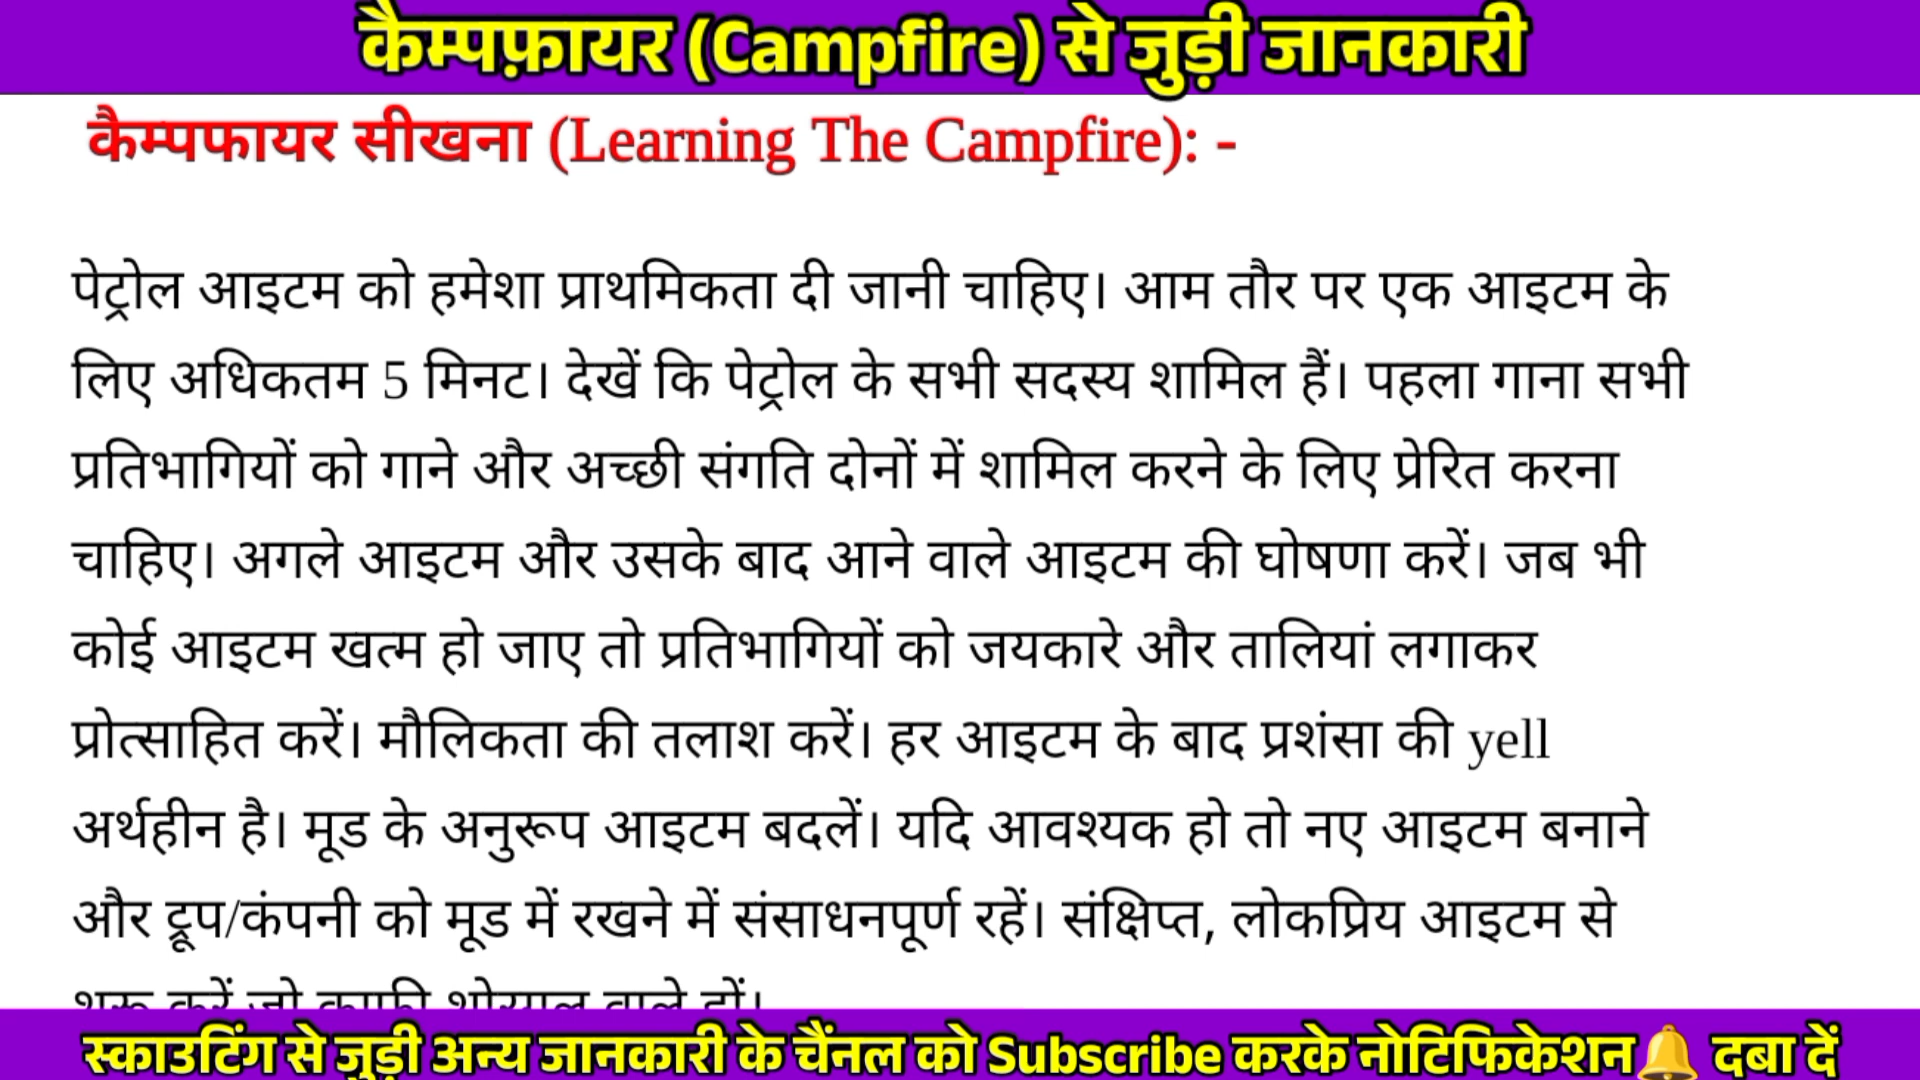 कैम्पफ़ायर (Campfire) से जुड़ी जानकारी
कैम्पफायर सीखना (Learning The Campfire): -
पेट्रोल आइटम को हमेशा प्राथमिकता दी जानी चाहिए। आम तौर पर एक आइटम के
लिए अधिकतम 5 मिनट। देखें कि पेट्रोल के सभी सदस्य शामिल हैं। पहला गाना सभी
प्रतिभागियों को गाने और अच्छी संगति दोनों में शामिल करने के लिए प्रेरित करना
चाहिए। अगले आइटम और उसके बाद आने वाले आइटम की घोषणा करें। जब भी
कोई आइटम खत्म हो जाए तो प्रतिभागियों को जयकारे और तालियां लगाकर
प्रोत्साहित करें। मौलिकता की तलाश करें। हर आइटम के बाद प्रशंसा की yell
अर्थहीन है। मूड के अनुरूप आइटम बदलें। यदि आवश्यक हो तो नए आइटम बनाने
और ट्रूप/कंपनी को मूड में रखने में संसाधनपूर्ण रहें। संक्षिप्त, लोकप्रिय आइटम से
शुरू करें जो काफी वाले हों।
स्काउटिंग से जुड़ी अन्य जानकारी के चैंनल को Subscribe करके नोटिफिकेशन🔔 दबा दें